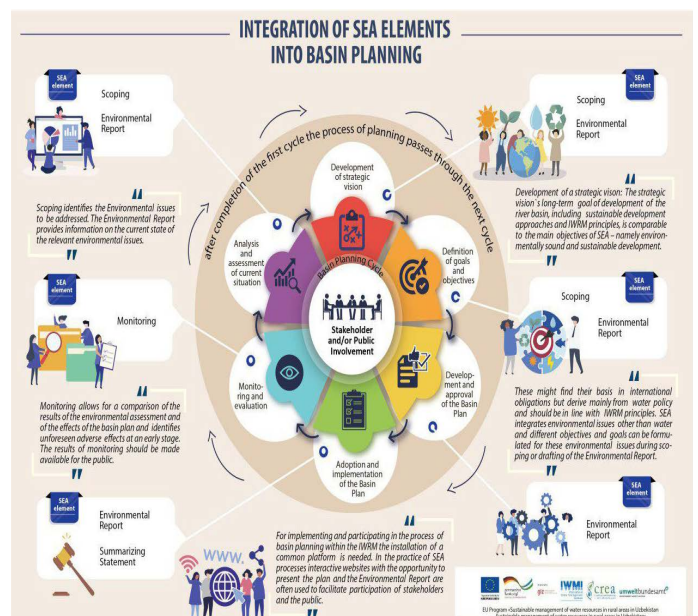 INTEGRATION OF SEA ELEMENTS
INTO BASIN PLANNING
SEA
element
Scoping
Environmental
Report
Scoping identifies the Environmental issues
to be addressed. The Environmental Report
provides information on the current state of
the relevant environmental issues.
SEA
element
Monitoring
Monitoring allows for a comparison of the
results of the environmental assessment and
of the effects of the basin plan and identifies
unforeseen adverse effects at an early stage.
The results of monitoring should be made
available for the public.
SEA
element
Environmental
Report
Summarizing
Statement
after completion of the first cycle the process of planning passes through the next cycle
Development
of strategic
vision
Definition
of goals
and
objectives
Develop-
ment and
approval
of the Basin
Plan
Adoption and
implementation
of the Basin
Plan
Monito-
ring and
evaluation
Analysis
and
assessment
of current
situation
Basin Planning Cycle
Stakeholder
and/or Public
Involvement
WWW.
For implementing and participating in the process of
basin planning within the IWRM the installation of a
common platform is needed. In the practice of SEA
processes interactive websites with the opportunity to
present the plan and the Environmental Report are
often used to facilitate participation of stakeholders
and the public.
SEA
element
Scoping
Environmental
Report
Development of a strategic vison: The strategic
vision's long-term goal of development of the
river basin, including sustainable development
approaches and IWRM principles, is comparable
to the main objectives of SEA – namely environ-
mentally sound and sustainable development.
SEA
element
Scoping
Environmental
Report
These might find their basis in international
obligations but derive mainly from water policy
and should be in line with IWRM principles. SEA
integrates environmental issues other than water
and different objectives and goals can be formu-
lated for these environmental issues during sco-
ping or drafting of the Environmental Report.
SEA
element
Environmental
Report
giz
IWMI
crea
umweltbundesamt
EU Program «Sustainable management of water resources in rural areas in Uzbekistan